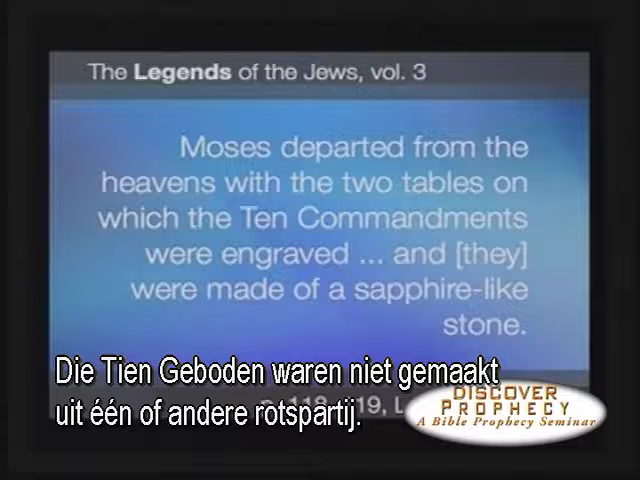 The Legends of the Jews, vol. 3
Moses departed from the
heavens with the two tables on
which the Ten Commandments
were engraved ... and [they]
were made of a sapphire-like
stone.
Die Tien Geboden waren niet gemaakt
uit één of andere rotspartij.
DISCOVER
PROPHECY
A Bible Prophecy Seminar